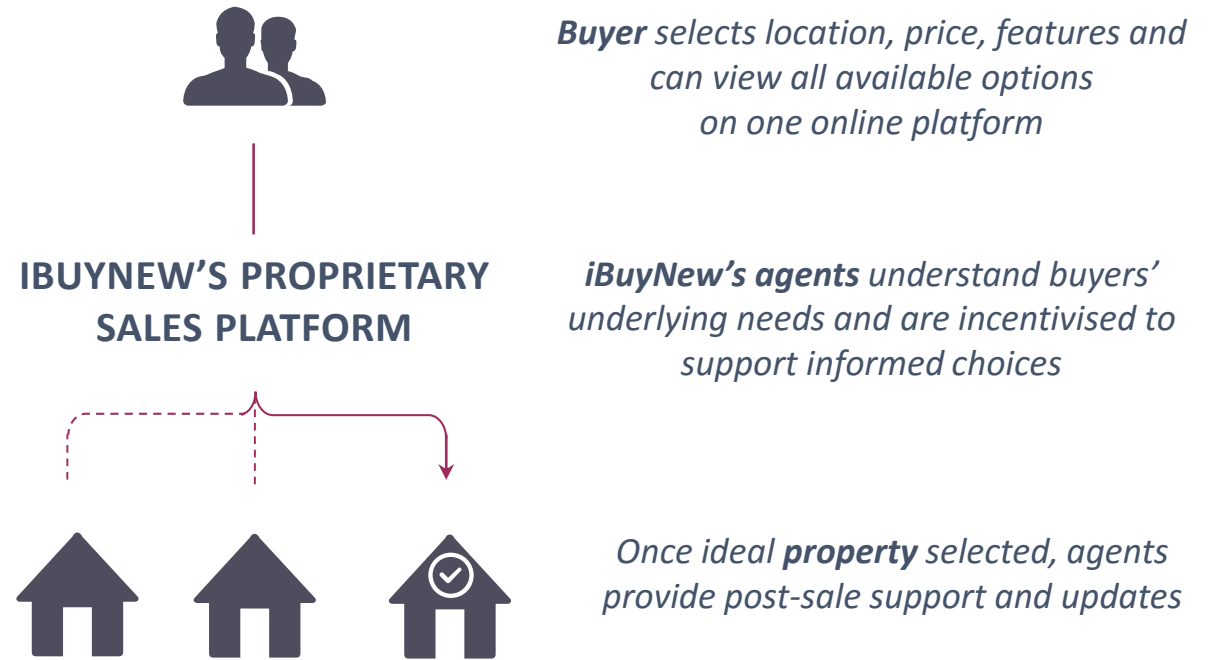 Buyer selects location, price, features and
can view all available options
on one online platform
IBUYNEW’S PROPRIETARY
SALES PLATFORM
iBuyNew’s agents understand buyers’
underlying needs and are incentivised to
support informed choices
Once ideal property selected, agents
provide post-sale support and updates